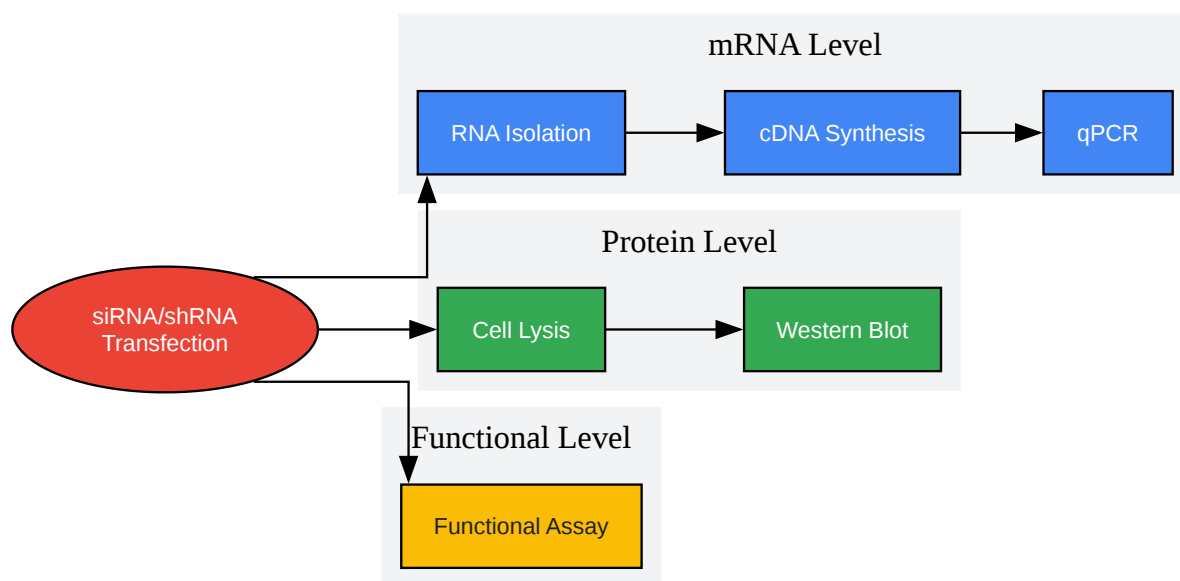 mRNA Level
RNA Isolation
cDNA Synthesis
qPCR
Protein Level
siRNA/shRNA
Transfection
Cell Lysis
Western Blot
Functional Level
Functional Assay